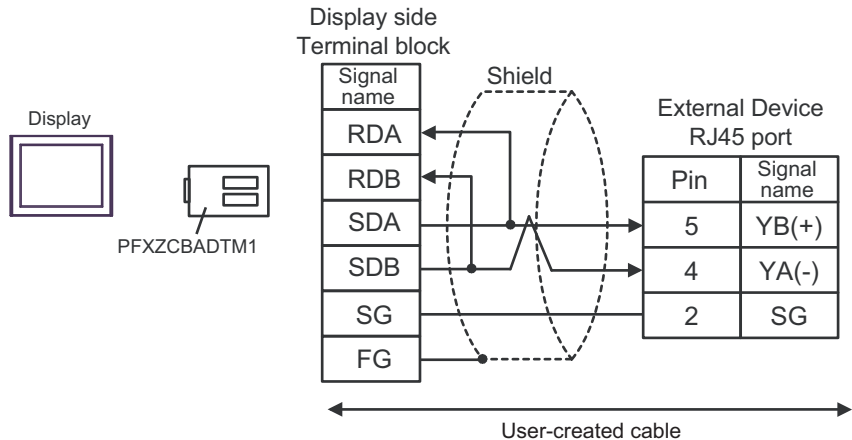 Display side
Terminal block
Signal
name
Shield
External Device
RJ45 port
Display
PFXZCBADTM1
RDA
RDB
SDA
SDB
SG
FG
Pin
Signal
name
5 YB(+)
4 YA(-)
2 SG
User-created cable